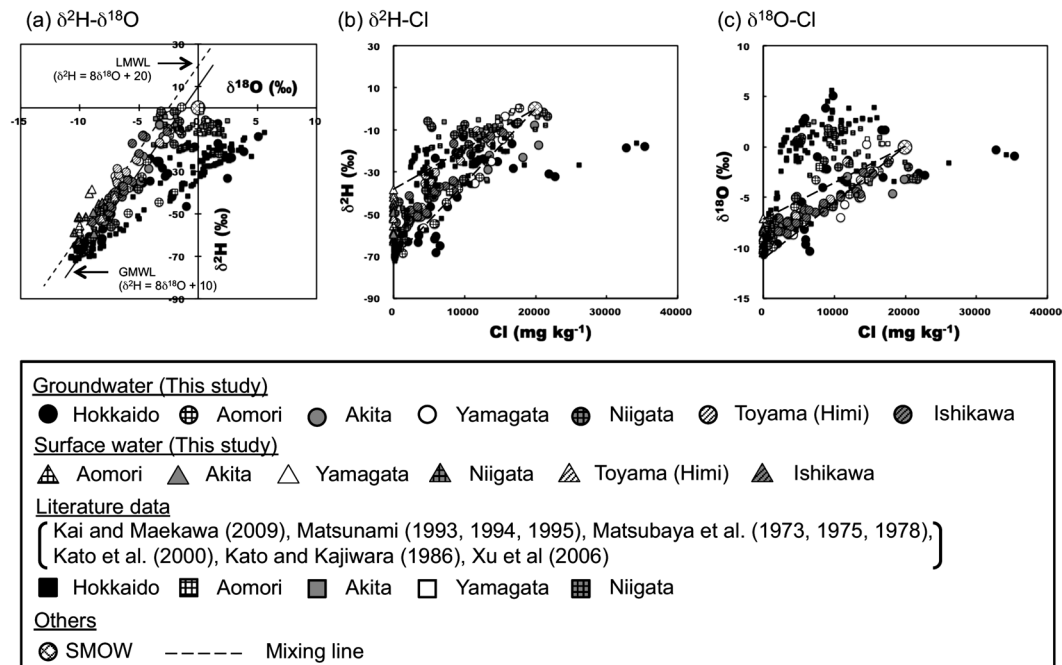 (a) δ²H-δ¹⁸O
(b) δ²H-Cl
(c) δ¹⁸O-Cl
30
LMWL
(δ²H = 8δ¹⁸O + 20)
10
δ¹⁸O (‰)
-15 -10 -5 0 5 10
-10
-30
-50
-70
-90
δ²H (‰)
GMWL
(δ²H = 8δ¹⁸O + 10)
30
10
-10
-30
-50
-70
-90
δ²H (‰)
0 10000 20000 30000 40000
Cl (mg kg⁻¹)
10
5
0
-5
-10
-15
δ¹⁸O (‰)
0 10000 20000 30000 40000
Cl (mg kg⁻¹)
Groundwater (This study)
Hokkaido Aomori Akita Yamagata Niigata Toyama (Himi) Ishikawa
Surface water (This study)
Aomori Akita Yamagata Niigata Toyama (Himi) Ishikawa
Literature data
Kai and Maekawa (2009), Matsunami (1993, 1994, 1995), Matsubaya et al. (1973, 1975, 1978),
Kato et al. (2000), Kato and Kajiwara (1986), Xu et al (2006)
Hokkaido Aomori Akita Yamagata Niigata
Others
SMOW Mixing line